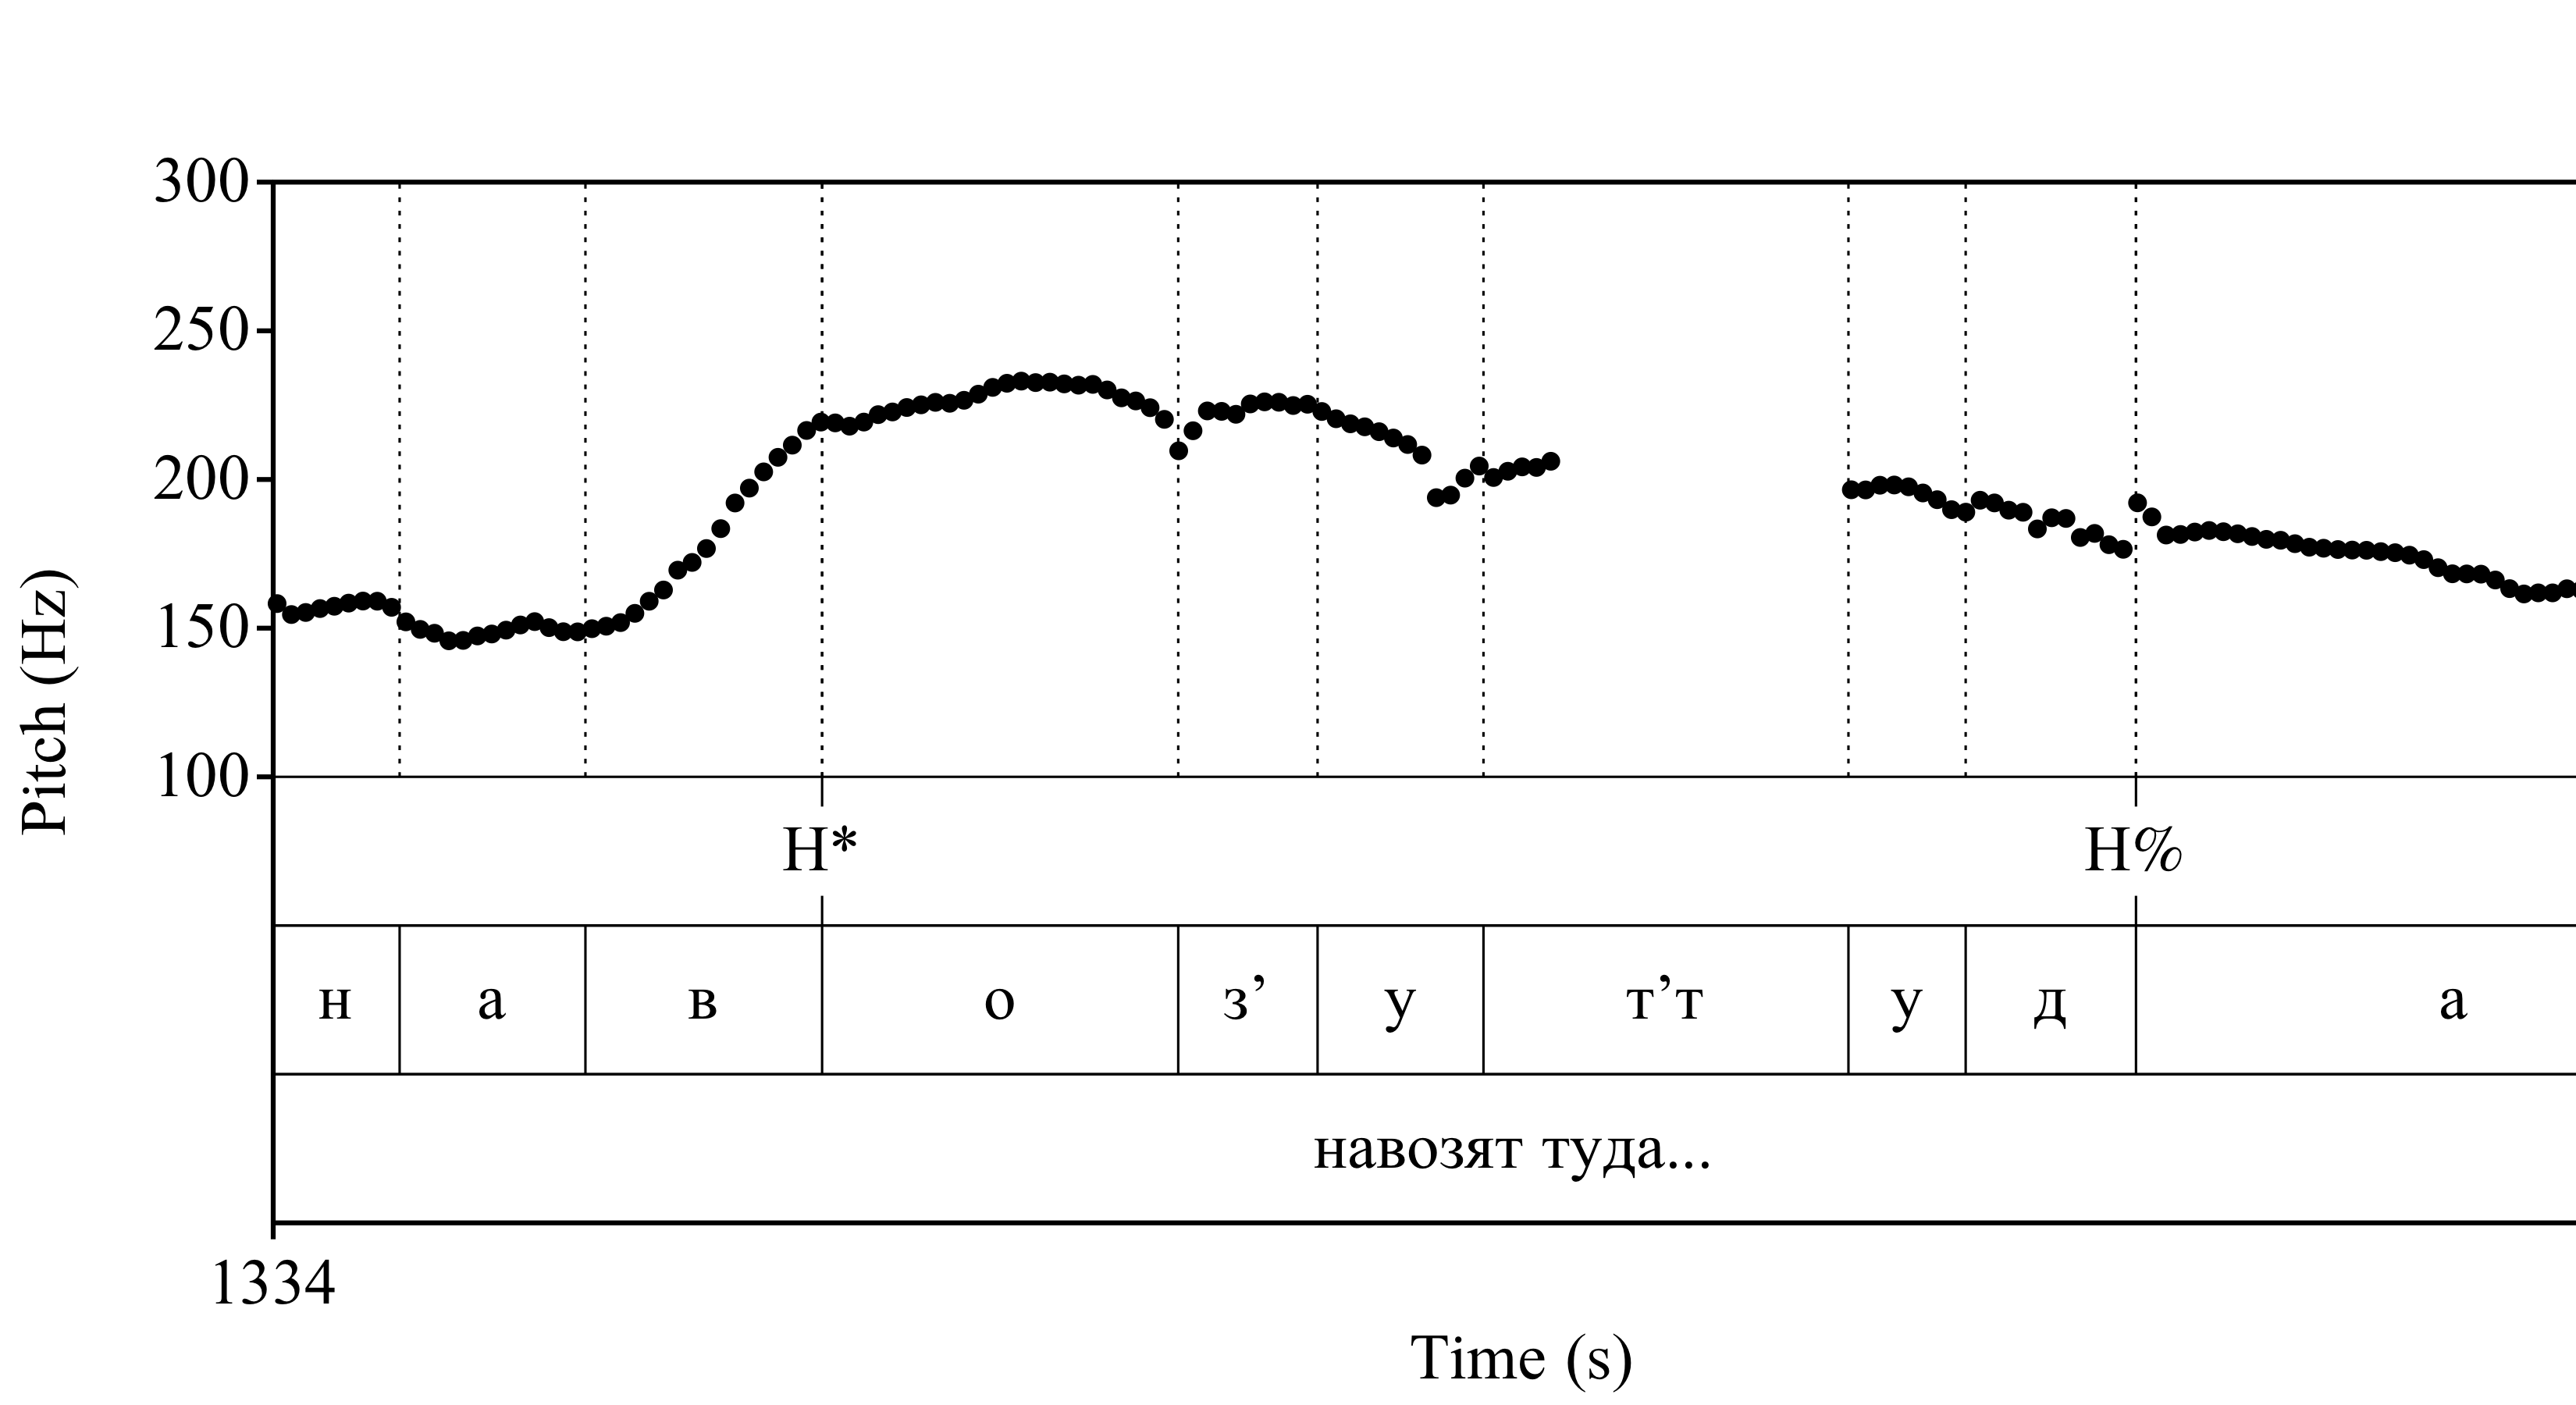 300
250
200
150
100
Pitch (Hz)
H* H%
н а в о з’ у т’т у д а
навозят туда...
1334
Time (s)